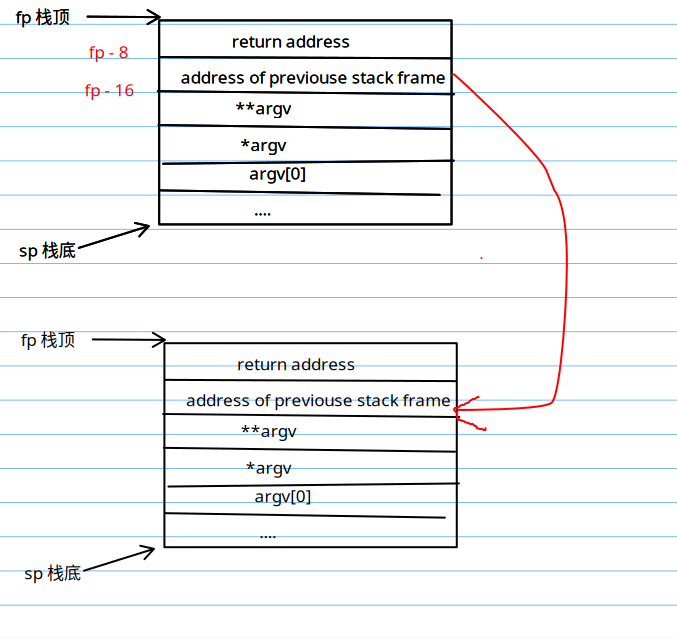 fp 栈顶
return address
fp - 8
address of previouse stack frame
fp - 16
**argv
*argv
argv[0]
....
sp 栈底
fp 栈顶
return address
address of previouse stack frame
**argv
*argv
argv[0]
....
sp 栈底